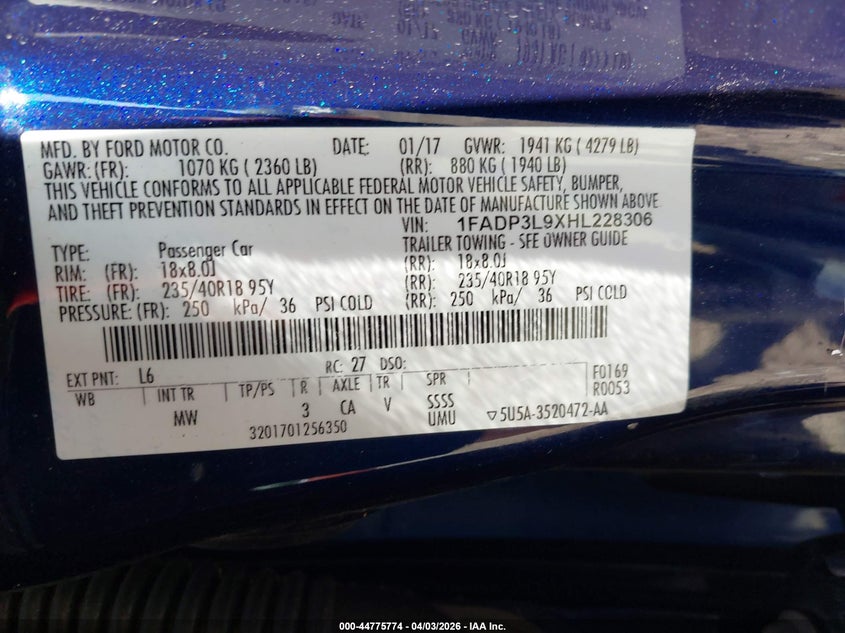 MFD. BY FORD MOTOR CO. DATE: 01/17 GVWR: 1941 KG ( 4279 LB)
GAWR: (FR): 1070 KG ( 2360 LB) (RR): 880 KG ( 1940 LB)
THIS VEHICLE CONFORMS TO ALL APPLICABLE FEDERAL MOTOR VEHICLE SAFETY, BUMPER,
AND THEFT PREVENTION STANDARDS IN EFFECT ON THE DATE OF MANUFACTURE SHOWN ABOVE.
VIN: 1FADP3L9XHL228306
TYPE: Passenger Car TRAILER TOWING - SEE OWNER GUIDE
RIM: (FR): 18x8.0J (RR): 18x8.0J
TIRE: (FR): 235/40R18 95Y (RR): 235/40R18 95Y
PRESSURE: (FR): 250 kPa/ 36 PSI COLD (RR): 250 kPa/ 36 PSI COLD
EXT PNT: L6 RC: 27 DSO: F0169
WB INT TR TP/PS R AXLE TR SPR R0053
MW 3 CA V SSSS
UMU ▽5U5A-3520472-AA
3201701256350
000-44775774 | 04/03/2026 - IAA Inc.